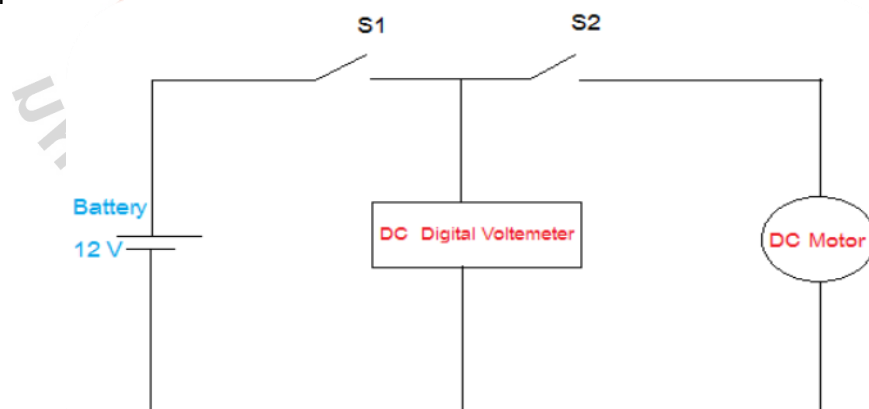 S1
S2
Battery
12 V
DC Digital Voltemeter
DC Motor